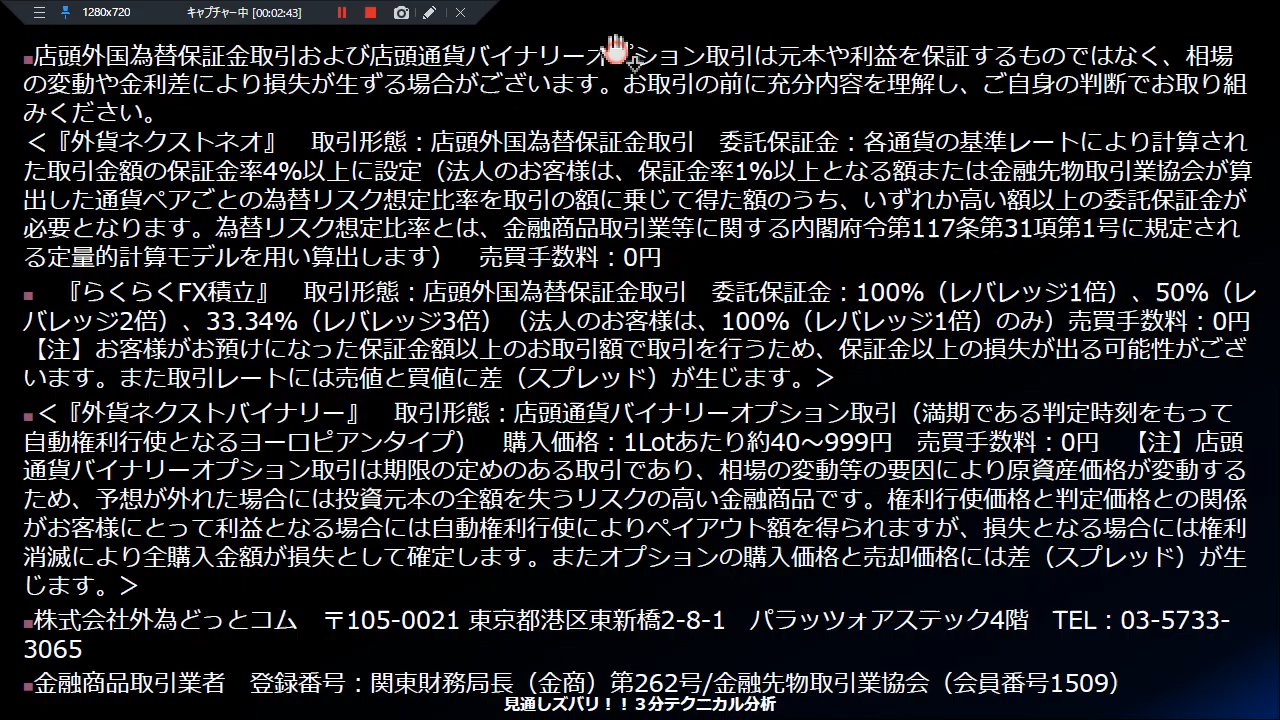 1280x720 キャプチャー中 [00:02:43]
■店頭外国為替保証金取引および店頭通貨バイナリーオプション取引は元本や利益を保証するものではなく、相場
の変動や金利差により損失が生ずる場合がございます。お取引の前に充分内容を理解し、ご自身の判断でお取り組
みください。
＜『外貨ネクストネオ』　取引形態：店頭外国為替保証金取引　委託保証金：各通貨の基準レートにより計算され
た取引金額の保証金率4%以上に設定（法人のお客様は、保証金率1%以上となる額または金融先物取引業協会が算
出した通貨ペアごとの為替リスク想定比率を取引の額に乗じて得た額のうち、いずれか高い額以上の委託保証金が
必要となります。為替リスク想定比率とは、金融商品取引業等に関する内閣府令第117条第31項第1号に規定され
る定量的計算モデルを用い算出します）　売買手数料：0円
■　『らくらくFX積立』　取引形態：店頭外国為替保証金取引　委託保証金：100%（レバレッジ1倍）、50%（レ
バレッジ2倍）、33.34%（レバレッジ3倍）（法人のお客様は、100%（レバレッジ1倍）のみ）売買手数料：0円
【注】お客様がお預けになった保証金額以上のお取引額で取引を行うため、保証金以上の損失が出る可能性がござ
います。また取引レートには売値と買値に差（スプレッド）が生じます。＞
■＜『外貨ネクストバイナリー』　取引形態：店頭通貨バイナリーオプション取引（満期である判定時刻をもって
自動権利行使となるヨーロピアンタイプ）　購入価格：1Lotあたり約40～999円　売買手数料：0円　【注】店頭
通貨バイナリーオプション取引は期限の定めのある取引であり、相場の変動等の要因により原資産価格が変動する
ため、予想が外れた場合には投資元本の全額を失うリスクの高い金融商品です。権利行使価格と判定価格との関係
がお客様にとって利益となる場合には自動権利行使によりペイアウト額を得られますが、損失となる場合には権利
消滅により全購入金額が損失として確定します。またオプションの購入価格と売却価格には差（スプレッド）が生
じます。＞
■株式会社外為どっとコム　〒105-0021 東京都港区東新橋2-8-1　パラッツォアステック4階　TEL：03-5733-
3065
■金融商品取引業者　登録番号：関東財務局長（金商）第262号/金融先物取引業協会（会員番号1509）
見通しズバリ！！３分テクニカル分析